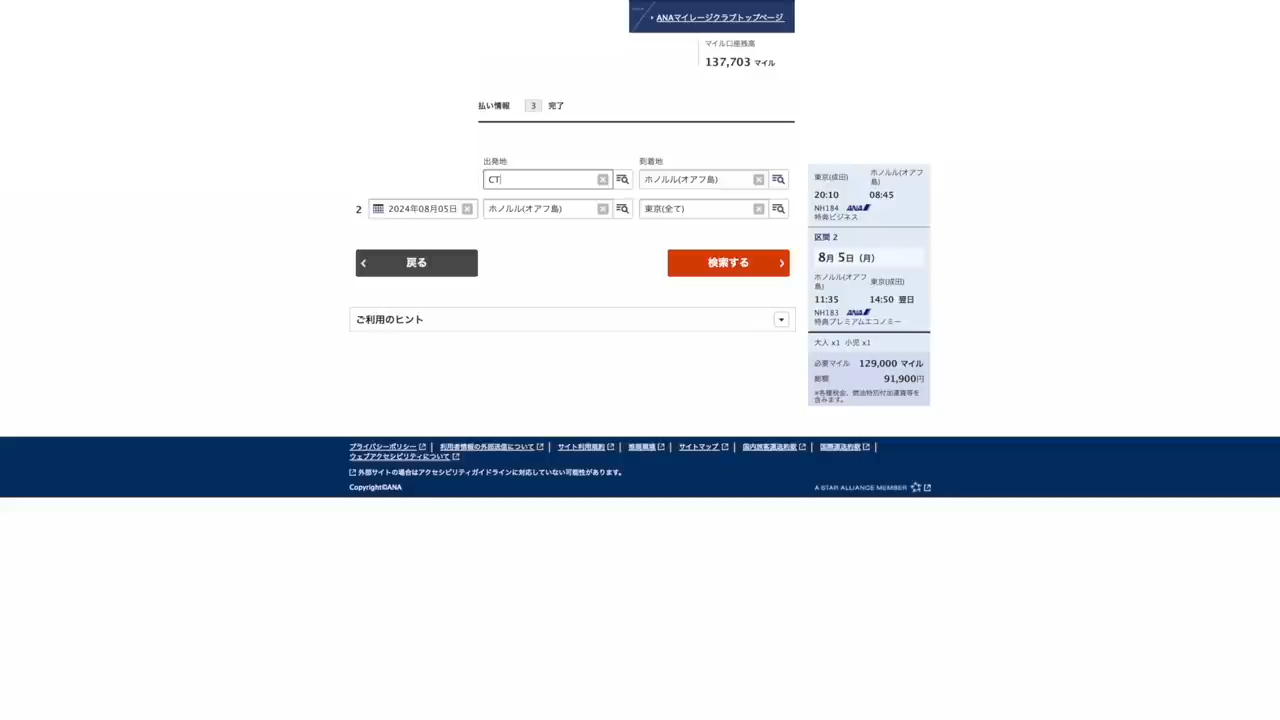 ANAマイレージクラブトップページ
マイル口座残高
137,703 マイル
払い情報 3 完了
出発地 到着地
CT ホノルル(オアフ島)
2 2024年08月05日 ホノルル(オアフ島) 東京(全て)
戻る 検索する
ご利用のヒント
東京(成田) ホノルル(オアフ島)
20:10 08:45
NH184 ANA
特典ビジネス
区間 2
8月 5日 (月)
ホノルル(オアフ島) 東京(成田)
11:35 14:50 翌日
NH183 ANA
特典プレミアムエコノミー
大人 x1 小児 x1
必要マイル 129,000 マイル
総額 91,900円
※各種税金、燃油特別付加運賃等を
含みます。
プライバシーポリシー | 利用者情報の外部送信について | サイト利用規約 | 推奨環境 | サイトマップ | 国内旅客運送約款 | 国際運送約款 |
ウェブアクセシビリティについて
外部サイトの場合はアクセシビリティガイドラインに対応していない可能性があります。
Copyright©ANA
A STAR ALLIANCE MEMBER